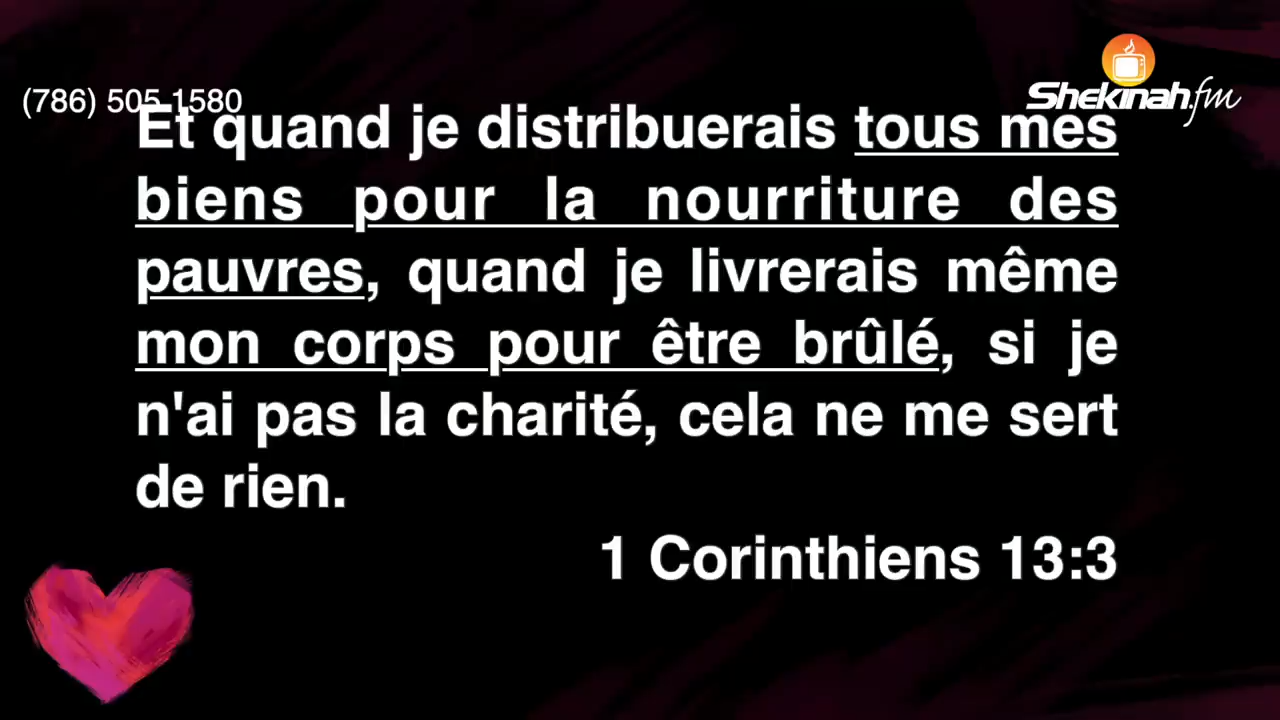 (786) 505-1580
Shekinah.fm
Et quand je distribuerais tous mes
biens pour la nourriture des
pauvres, quand je livrerais même
mon corps pour être brûlé, si je
n'ai pas la charité, cela ne me sert
de rien.
1 Corinthiens 13:3